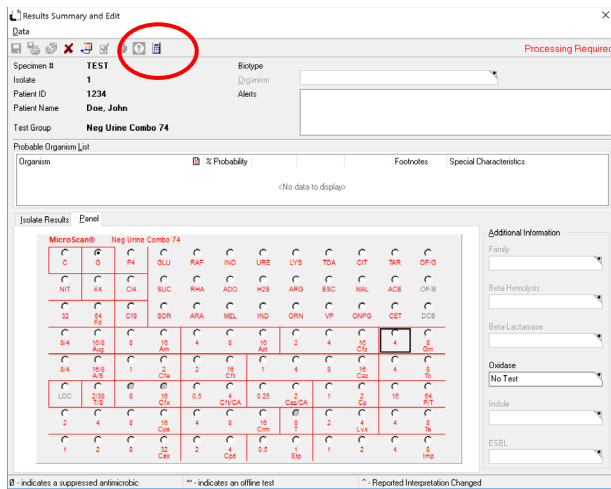 Results Summary and Edit
Data
Processing Required
Specimen # TEST Biotype
Isolate 1 Organism
Patient ID 1234 Alerts
Patient Name Doe, John
Test Group Neg Urine Combo 74
Probable Organism List
Organism % Probability Footnotes Special Characteristics
<No data to display>
Isolate Results Panel
Additional Information
MicroScan® Neg Urine Combo 74
Family
C G P4 GLU RAF INO URE LYS TDA CIT TAR OF/G
NIT K4 Cl4 SUC RHA ADO H2S ARG ESC MAL ACE OF/B
Beta-Hemolysis
32 64 Cf8 SOR ARA MEL IND ORN VP ONPG CET DCB
Fd
Beta-Lactamase
8/4 16/8 8 16 4 8 16 2 4 16 4 8
Aug Am Azt Cfz Gm
Oxidase
8/4 16/8 1 2 2 16 1 4 8 16 4 8
A/S Cfe Cft Caz To
No Test
LOC 2/38 8 16 0.5 4 0.25 2 1 2 16 64
T/S Cfx Cft/CA Caz/CA Cp P/T
Indole
2 4 8 16 4 8 16 8 2 4 4 8
Cpe Crm T Lvx Te
ESBL
1 2 8 32 2 4 0.5 1 1 2 4 8
Cax Cpd Etp Imp
Ø - indicates a suppressed antimicrobic ** - indicates an offline test ^ - Reported Interpretation Changed